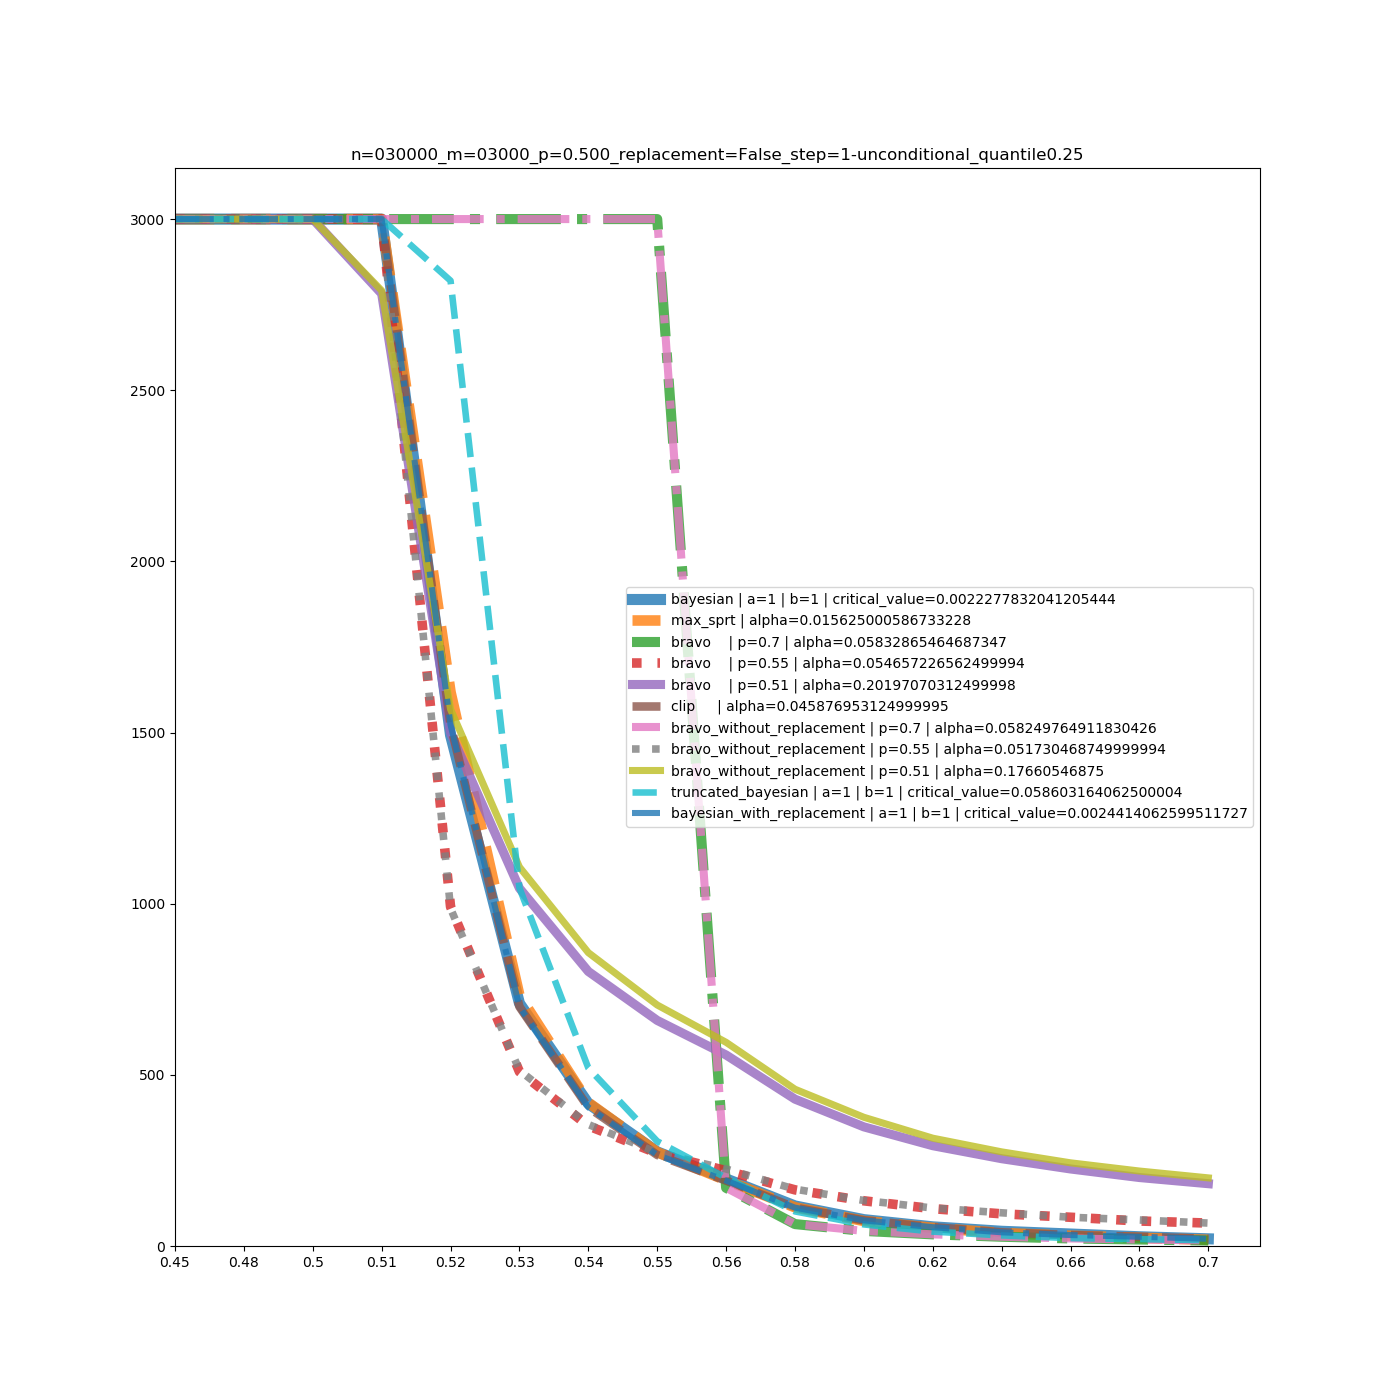 n=030000_m=03000_p=0.500_replacement=False_step=1-unconditional_quantile0.25
3000
2500
2000
1500
1000
500
0
bayesian | a=1 | b=1 | critical_value=0.0022277832041205444
max_sprt | alpha=0.015625000586733228
bravo | p=0.7 | alpha=0.05832865464687347
bravo | p=0.55 | alpha=0.054657226562499994
bravo | p=0.51 | alpha=0.20197070312499998
clip | alpha=0.045876953124999995
bravo_without_replacement | p=0.7 | alpha=0.058249764911830426
bravo_without_replacement | p=0.55 | alpha=0.051730468749999994
bravo_without_replacement | p=0.51 | alpha=0.17660546875
truncated_bayesian | a=1 | b=1 | critical_value=0.058603164062500004
bayesian_with_replacement | a=1 | b=1 | critical_value=0.0024414062599511727
0.45 0.48 0.5 0.51 0.52 0.53 0.54 0.55 0.56 0.58 0.6 0.62 0.64 0.66 0.68 0.7